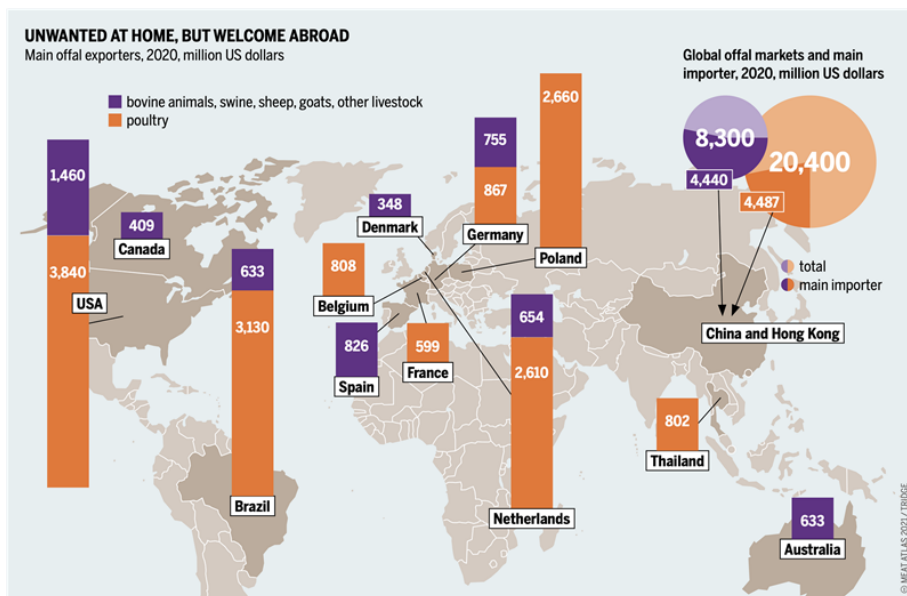 UNWANTED AT HOME, BUT WELCOME ABROAD
Main offal exporters, 2020, million US dollars
bovine animals, swine, sheep, goats, other livestock
poultry
Global offal markets and main
importer, 2020, million US dollars
8,300
20,400
4,440
4,487
total
main importer
China and Hong Kong
1,460
3,840
USA
409
Canada
633
3,130
Brazil
348
Denmark
755
867
Germany
2,660
Poland
808
Belgium
826
Spain
599
France
654
2,610
Netherlands
802
Thailand
633
Australia
© MEAT ATLAS 2021 / TRIDGE